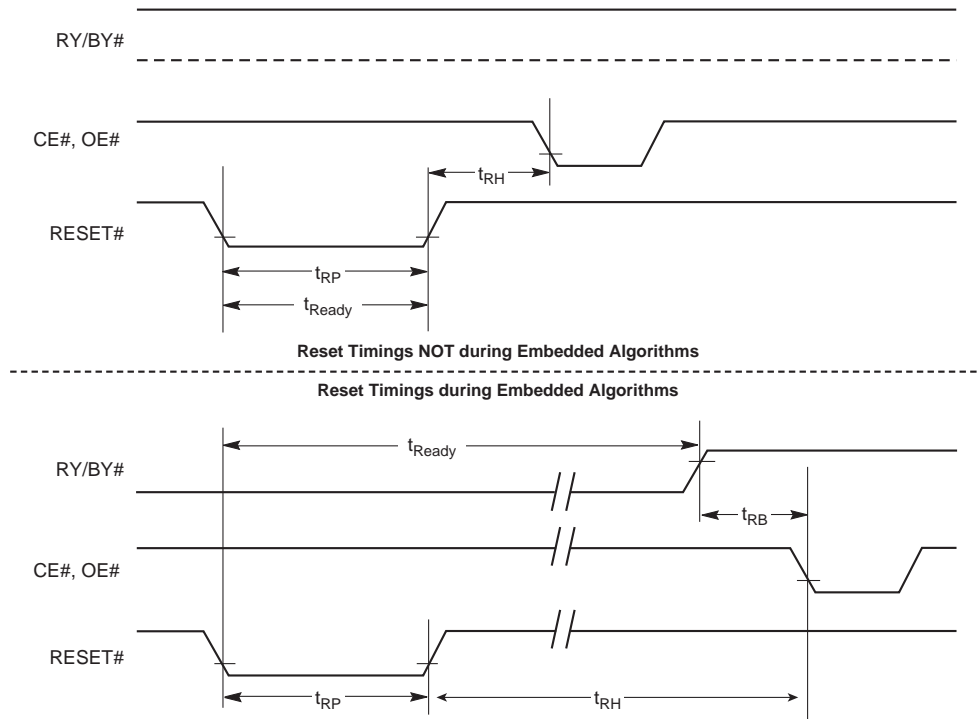 RY/BY#
CE#, OE#
tRH
RESET#
tRP
tReady
Reset Timings NOT during Embedded Algorithms
Reset Timings during Embedded Algorithms
tReady
RY/BY#
tRB
CE#, OE#
RESET#
tRP
tRH